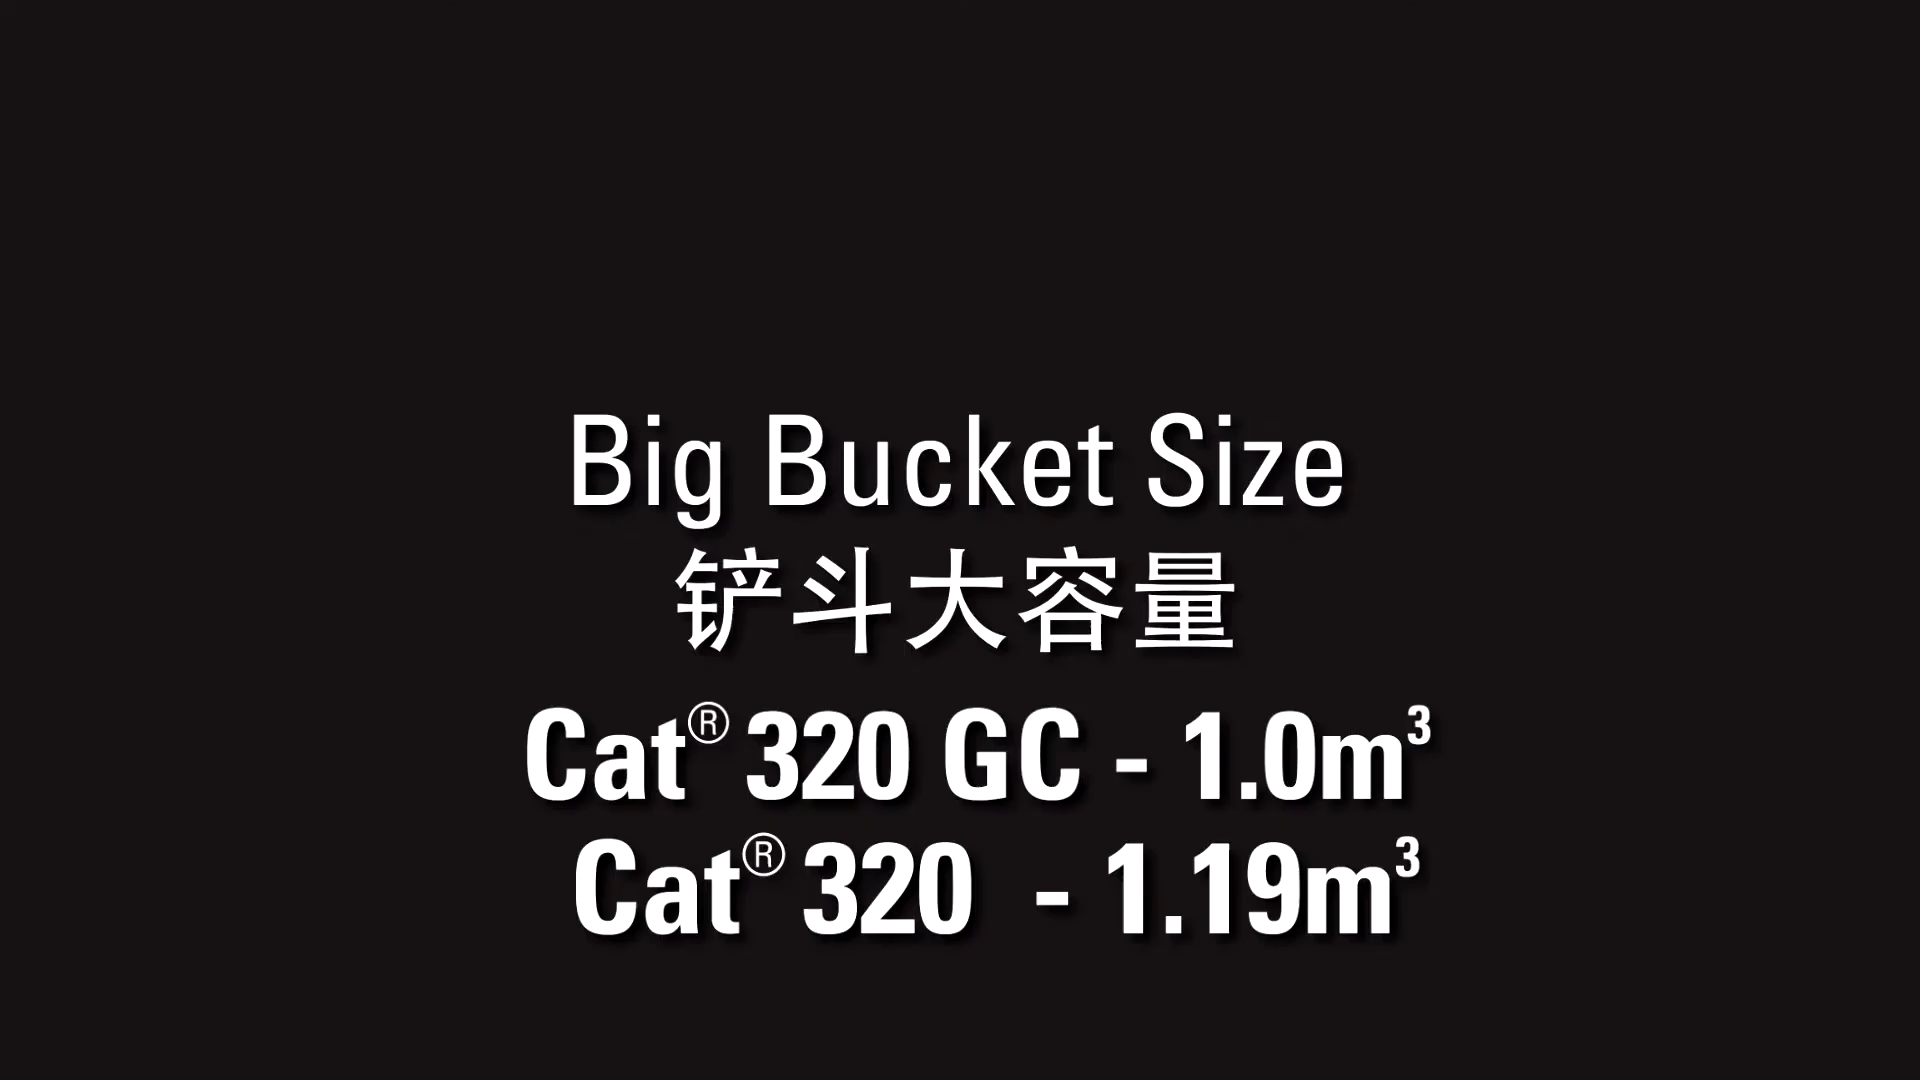 Big Bucket Size
铲斗大容量
Cat® 320 GC - 1.0m³
Cat® 320 - 1.19m³